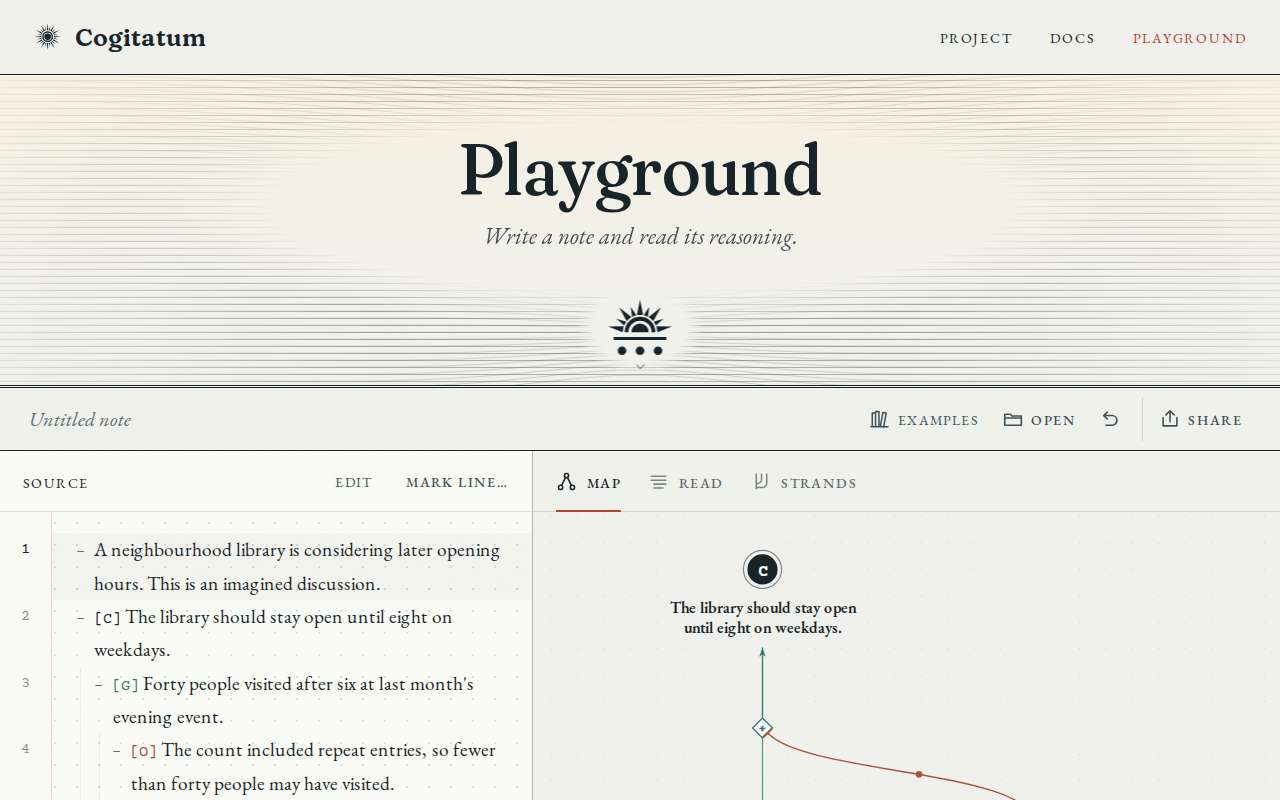 Cogitatum
PROJECT
DOCS
PLAYGROUND
Playground
Write a note and read its reasoning.
Untitled note
EXAMPLES
OPEN
SHARE
SOURCE
EDIT
MARK LINE…
MAP
READ
STRANDS
1
– A neighbourhood library is considering later opening
hours. This is an imagined discussion.
2
– [C] The library should stay open until eight on
weekdays.
3
– [G] Forty people visited after six at last month's
evening event.
4
– [O] The count included repeat entries, so fewer
than forty people may have visited.
C
The library should stay open
until eight on weekdays.
+